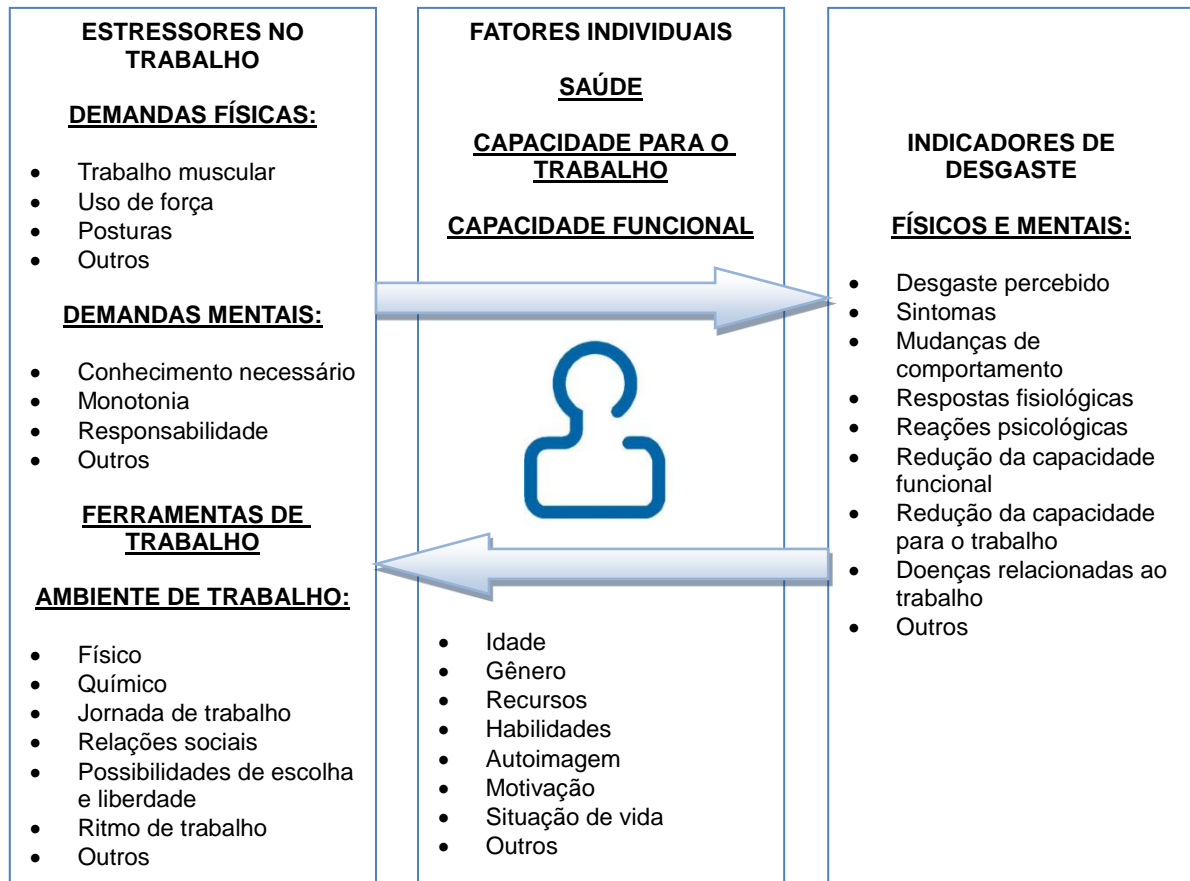 ESTRESSORES NO
TRABALHO
DEMANDAS FÍSICAS:
• Trabalho muscular
• Uso de força
• Posturas
• Outros
DEMANDAS MENTAIS:
• Conhecimento necessário
• Monotonia
• Responsabilidade
• Outros
FERRAMENTAS DE
TRABALHO
AMBIENTE DE TRABALHO:
• Físico
• Químico
• Jornada de trabalho
• Relações sociais
• Possibilidades de escolha
e liberdade
• Ritmo de trabalho
• Outros
FATORES INDIVIDUAIS
SAÚDE
CAPACIDADE PARA O
TRABALHO
CAPACIDADE FUNCIONAL
• Idade
• Gênero
• Recursos
• Habilidades
• Autoimagem
• Motivação
• Situação de vida
• Outros
INDICADORES DE
DESGASTE
FÍSICOS E MENTAIS:
• Desgaste percebido
• Sintomas
• Mudanças de
comportamento
• Respostas fisiológicas
• Reações psicológicas
• Redução da capacidade
funcional
• Redução da capacidade
para o trabalho
• Doenças relacionadas ao
trabalho
• Outros